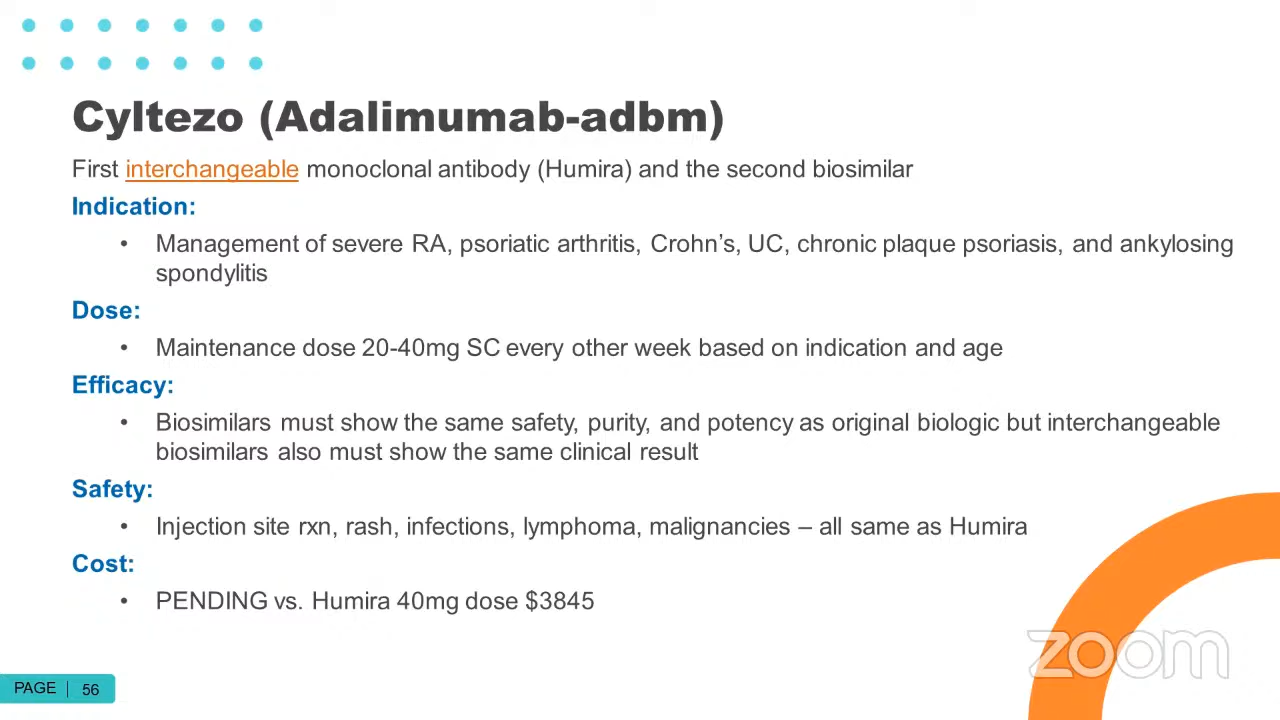 Cyltezo (Adalimumab-adbm)
First interchangeable monoclonal antibody (Humira) and the second biosimilar
Indication:
• Management of severe RA, psoriatic arthritis, Crohn’s, UC, chronic plaque psoriasis, and ankylosing
spondylitis
Dose:
• Maintenance dose 20-40mg SC every other week based on indication and age
Efficacy:
• Biosimilars must show the same safety, purity, and potency as original biologic but interchangeable
biosimilars also must show the same clinical result
Safety:
• Injection site rxn, rash, infections, lymphoma, malignancies – all same as Humira
Cost:
• PENDING vs. Humira 40mg dose $3845
zoom
PAGE | 56